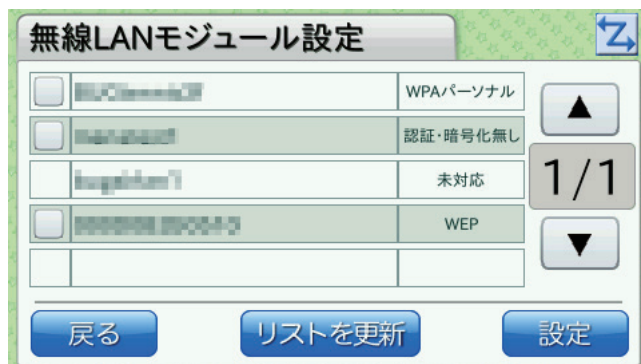 無線LANモジュール設定
WPAパーソナル
認証・暗号化無し
未対応
WEP
1/1
戻る
リストを更新
設定